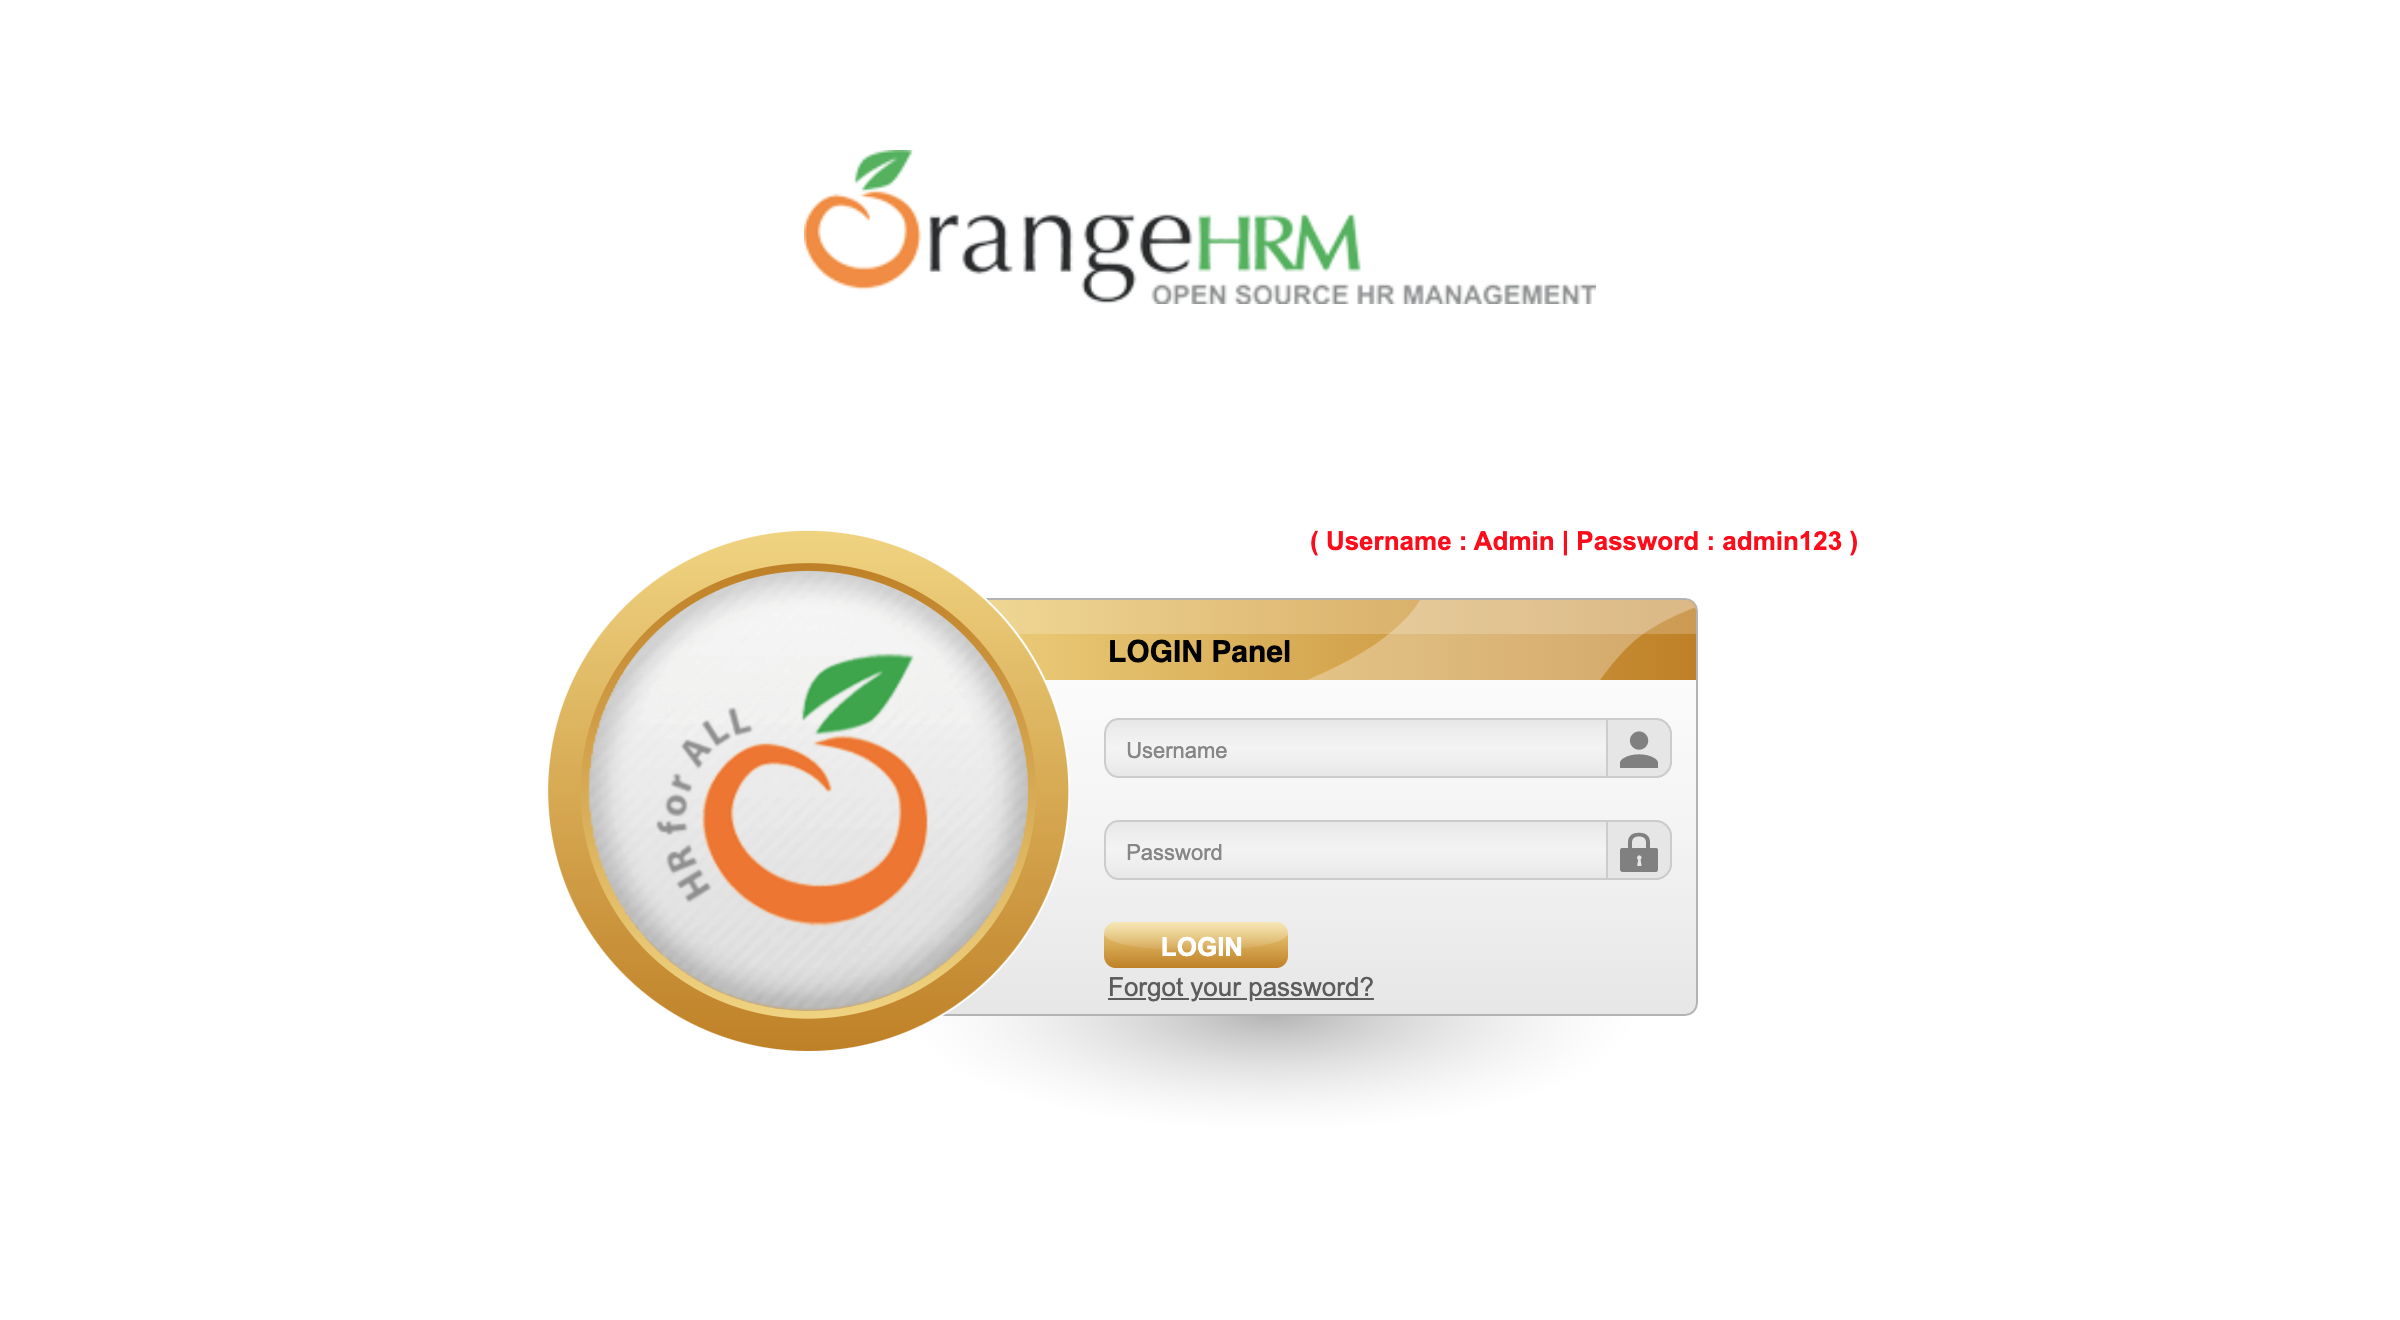 OrangeHRM
OPEN SOURCE HR MANAGEMENT
( Username : Admin | Password : admin123 )
HR for ALL
LOGIN Panel
Username
Password
LOGIN
Forgot your password?